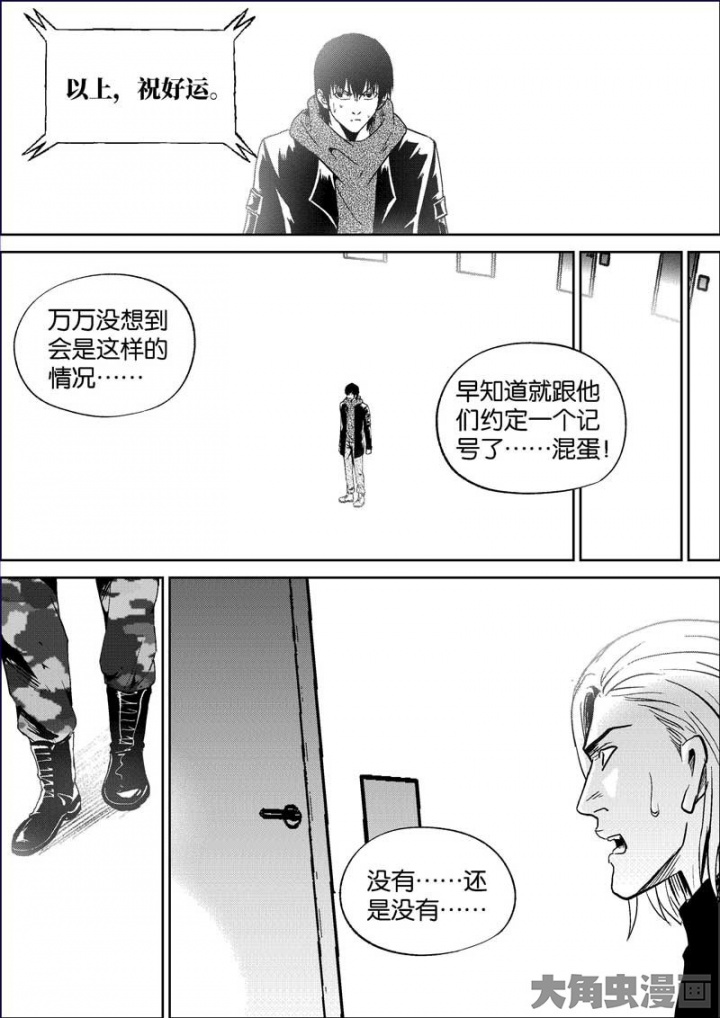 以上，祝好运。
万万没想到
会是这样的
情况……
早知道就跟他
们约定一个记
号了……混蛋！
没有……还
是没有……
大角虫漫画